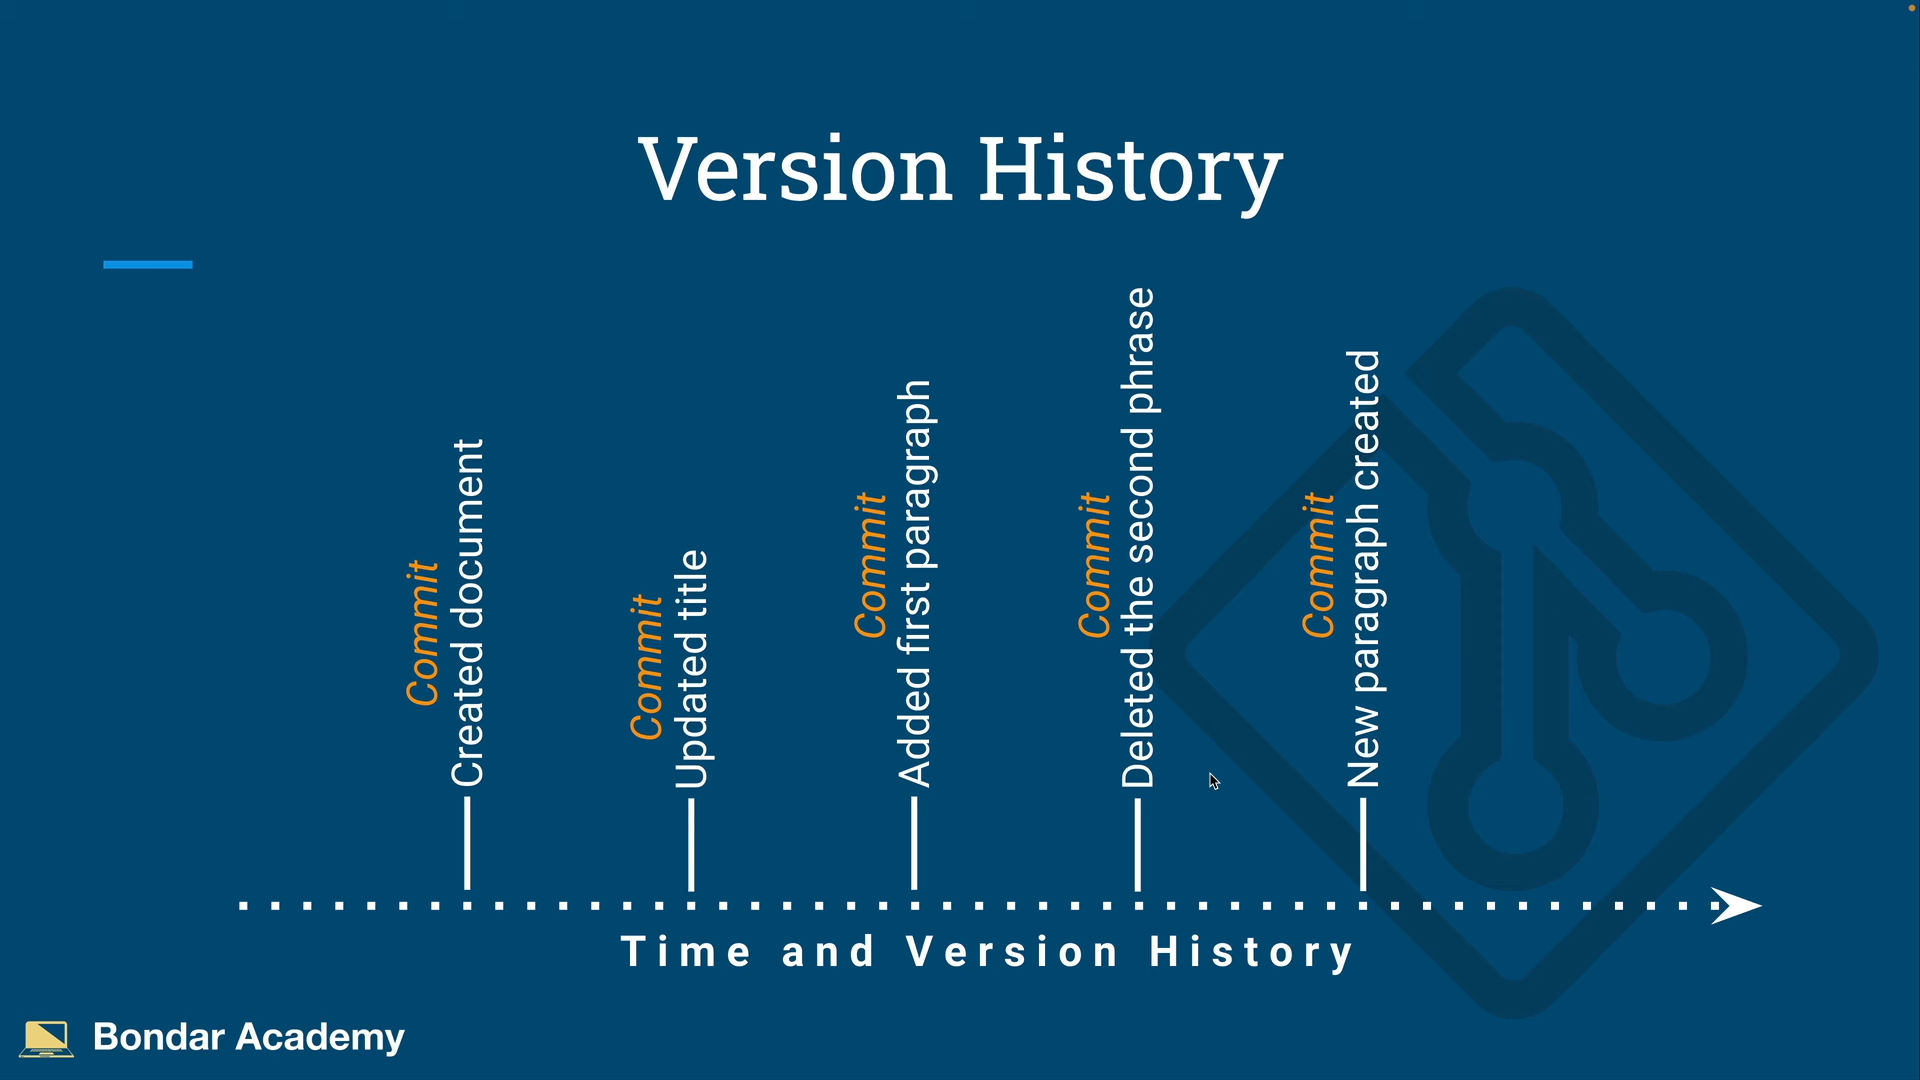 Version History
Commit
Created document
Commit
Updated title
Commit
Added first paragraph
Commit
Deleted the second phrase
Commit
New paragraph created
Time and Version History
Bondar Academy